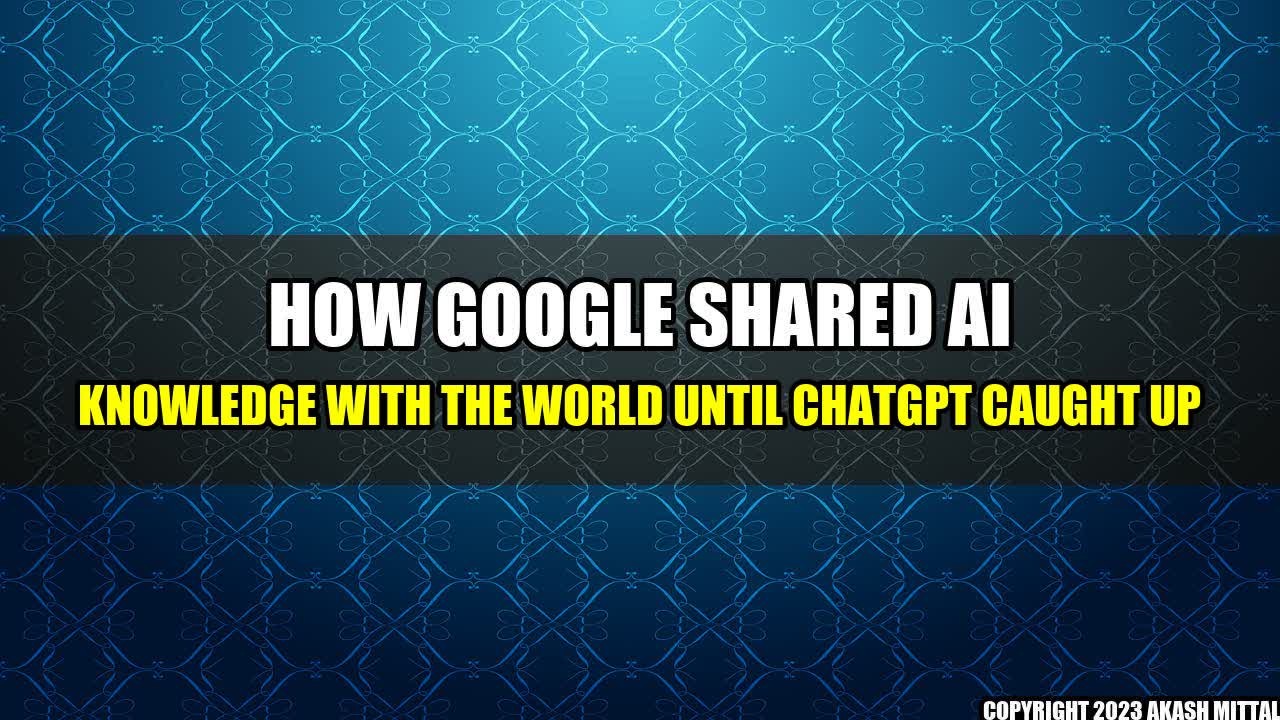 HOW GOOGLE SHARED AI
KNOWLEDGE WITH THE WORLD UNTIL CHATGPT CAUGHT UP
COPYRIGHT 2023 AKASH MITTAL